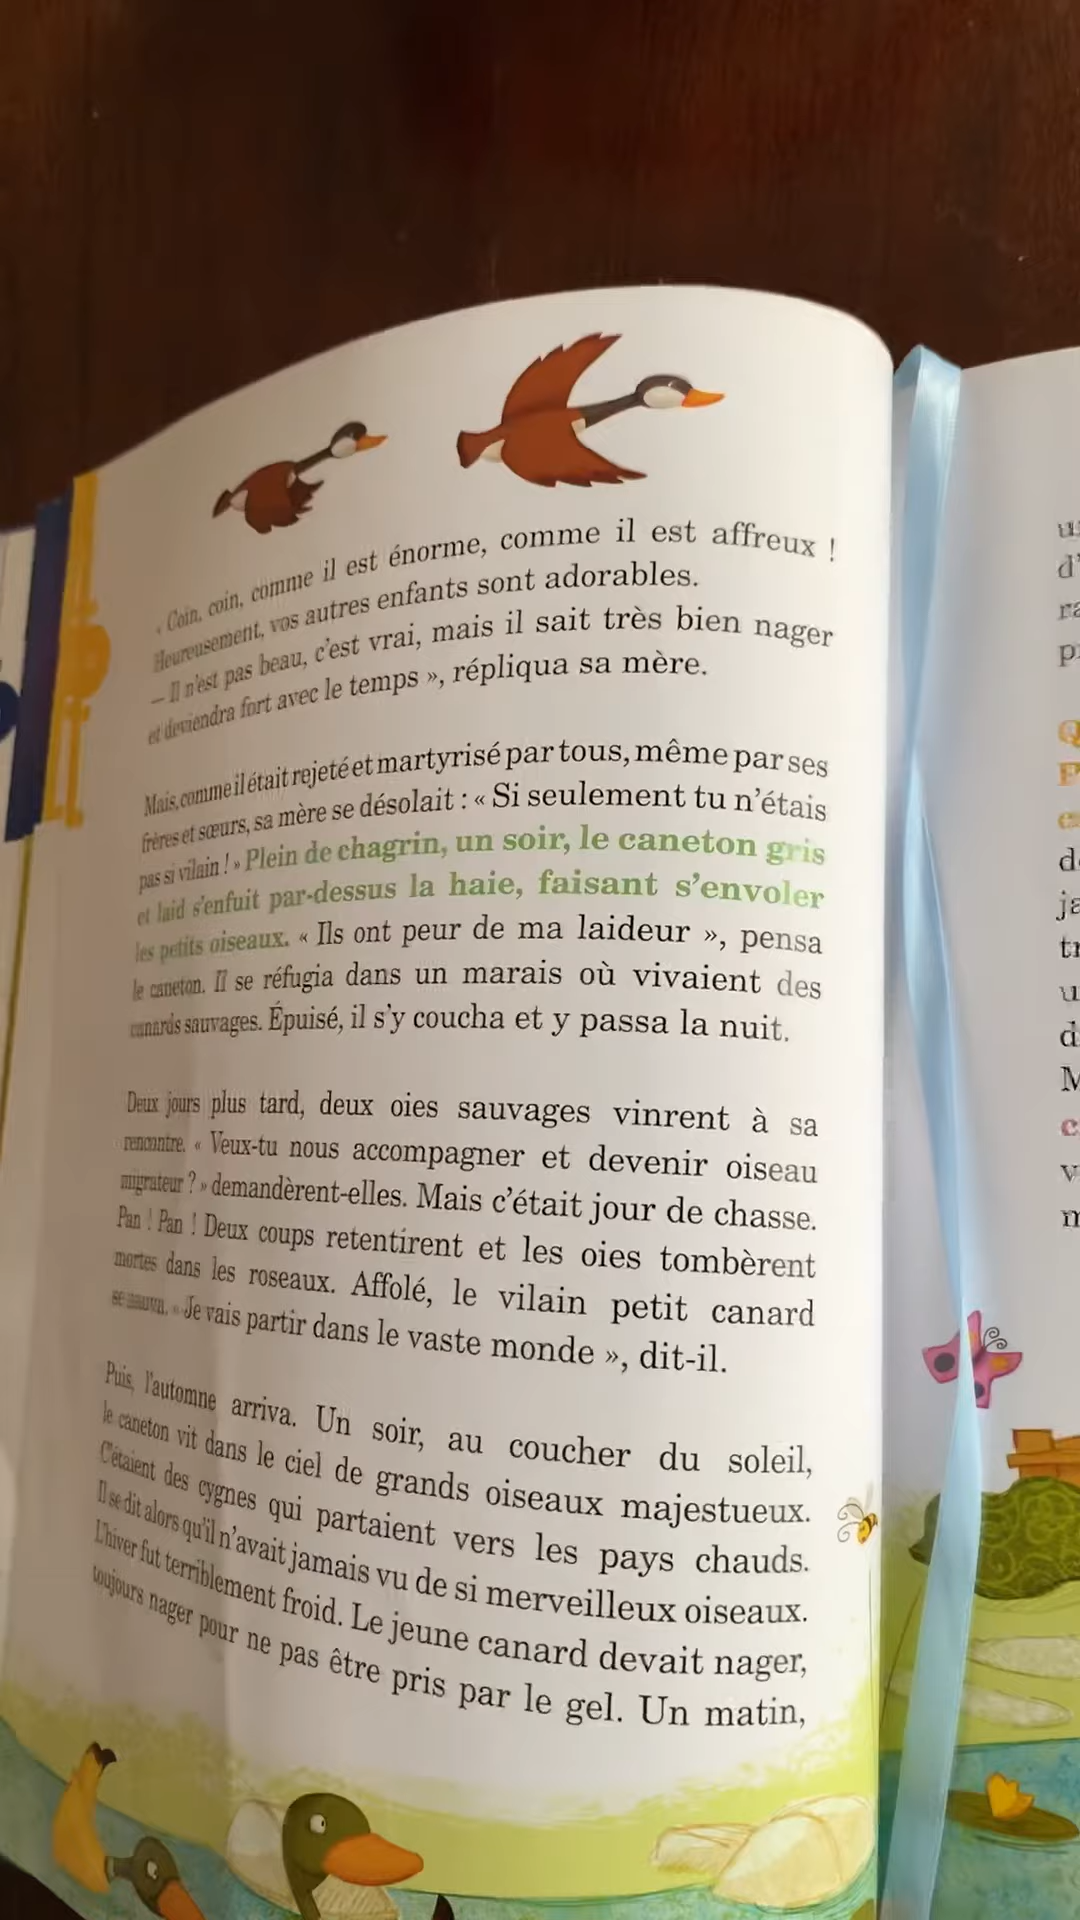 « Coin, coin, comme il est énorme, comme il est affreux !
Heureusement, vos autres enfants sont adorables.
— Il n'est pas beau, c'est vrai, mais il sait très bien nager
et deviendra fort avec le temps », répliqua sa mère.
Mais, comme il était rejeté et martyrisé par tous, même par ses
frères et sœurs, sa mère se désolait : « Si seulement tu n'étais
pas si vilain ! » Plein de chagrin, un soir, le caneton gris
et laid s'enfuit par-dessus la haie, faisant s'envoler
les petits oiseaux. « Ils ont peur de ma laideur », pensa
le caneton. Il se réfugia dans un marais où vivaient des
canards sauvages. Épuisé, il s'y coucha et y passa la nuit.
Deux jours plus tard, deux oies sauvages vinrent à sa
rencontre. « Veux-tu nous accompagner et devenir oiseau
migrateur ? » demandèrent-elles. Mais c'était jour de chasse.
Pan ! Pan ! Deux coups retentirent et les oies tombèrent
mortes dans les roseaux. Affolé, le vilain petit canard
se sauva. « Je vais partir dans le vaste monde », dit-il.
Puis, l'automne arriva. Un soir, au coucher du soleil,
le caneton vit dans le ciel de grands oiseaux majestueux.
C'étaient des cygnes qui partaient vers les pays chauds.
Il se dit alors qu'il n'avait jamais vu de si merveilleux oiseaux.
L'hiver fut terriblement froid. Le jeune canard devait nager,
toujours nager pour ne pas être pris par le gel. Un matin,